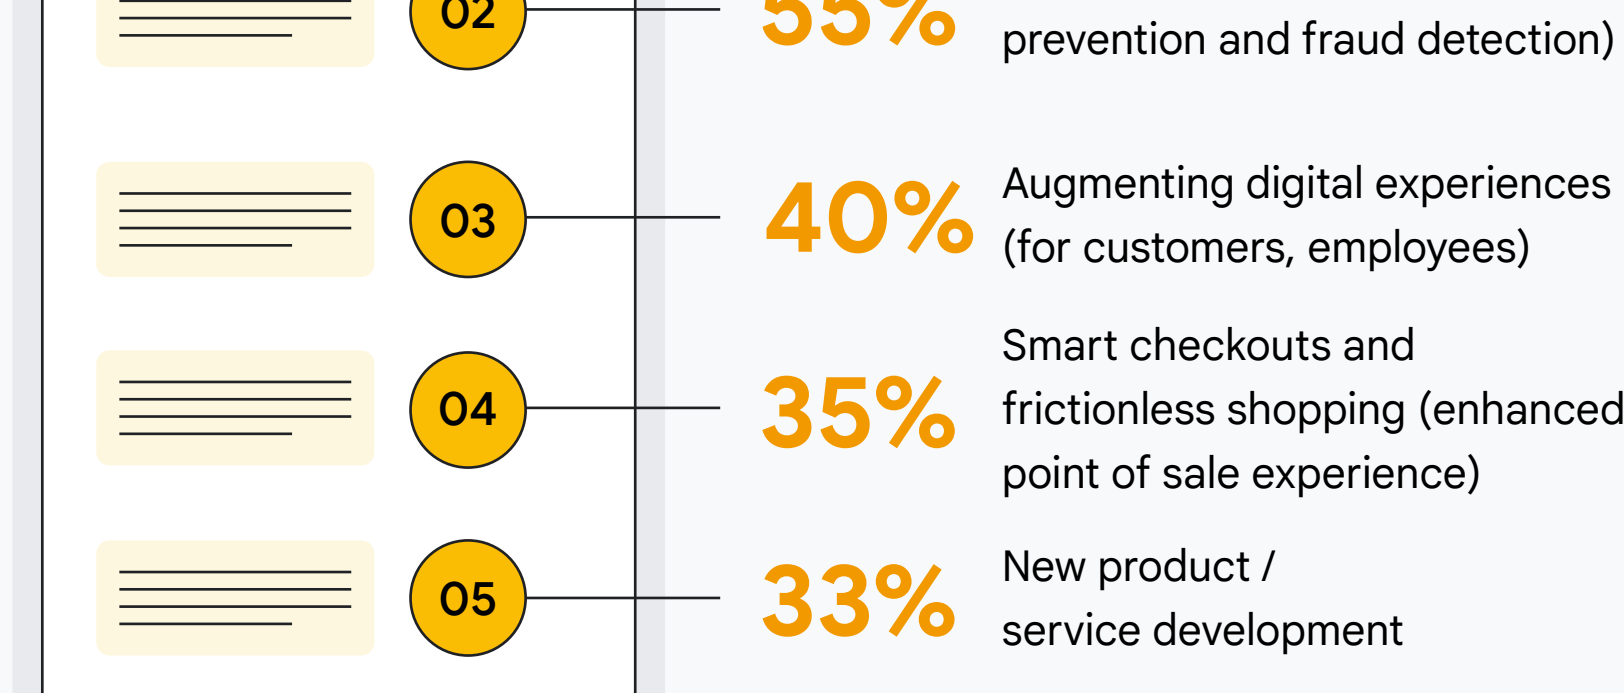 02
55%
prevention and fraud detection)
03
40%
Augmenting digital experiences
(for customers, employees)
04
35%
Smart checkouts and
frictionless shopping (enhanced
point of sale experience)
05
33%
New product /
service development